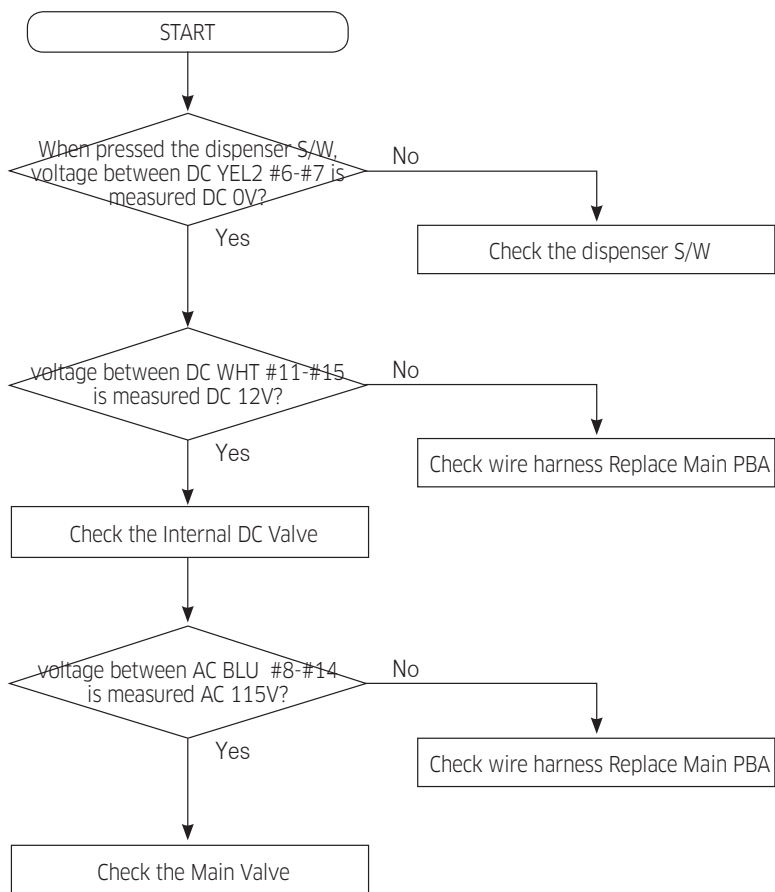 START
When pressed the dispenser S/W,
voltage between DC YEL2 #6-#7 is
measured DC 0V?
No
Yes
Check the dispenser S/W
voltage between DC WHT #11-#15
is measured DC 12V?
No
Yes
Check wire harness Replace Main PBA
Check the Internal DC Valve
voltage between AC BLU #8-#14
is measured AC 115V?
No
Yes
Check wire harness Replace Main PBA
Check the Main Valve